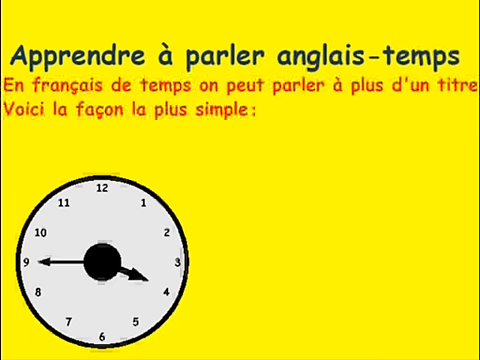 Apprendre à parler anglais-temps
En français de temps on peut parler à plus d'un titre
Voici la façon la plus simple:
12
11 1
10 2
9 3
8 4
7 5
6